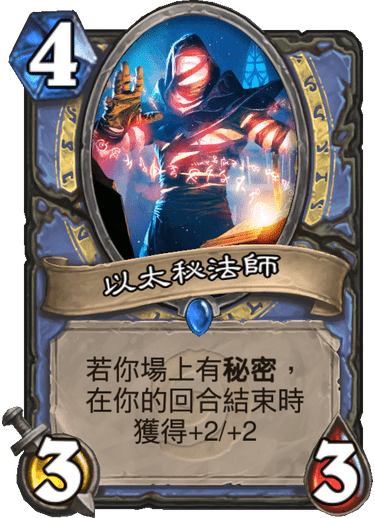 4
以太秘法師
若你場上有秘密，
在你的回合結束時
獲得+2/+2
3
3